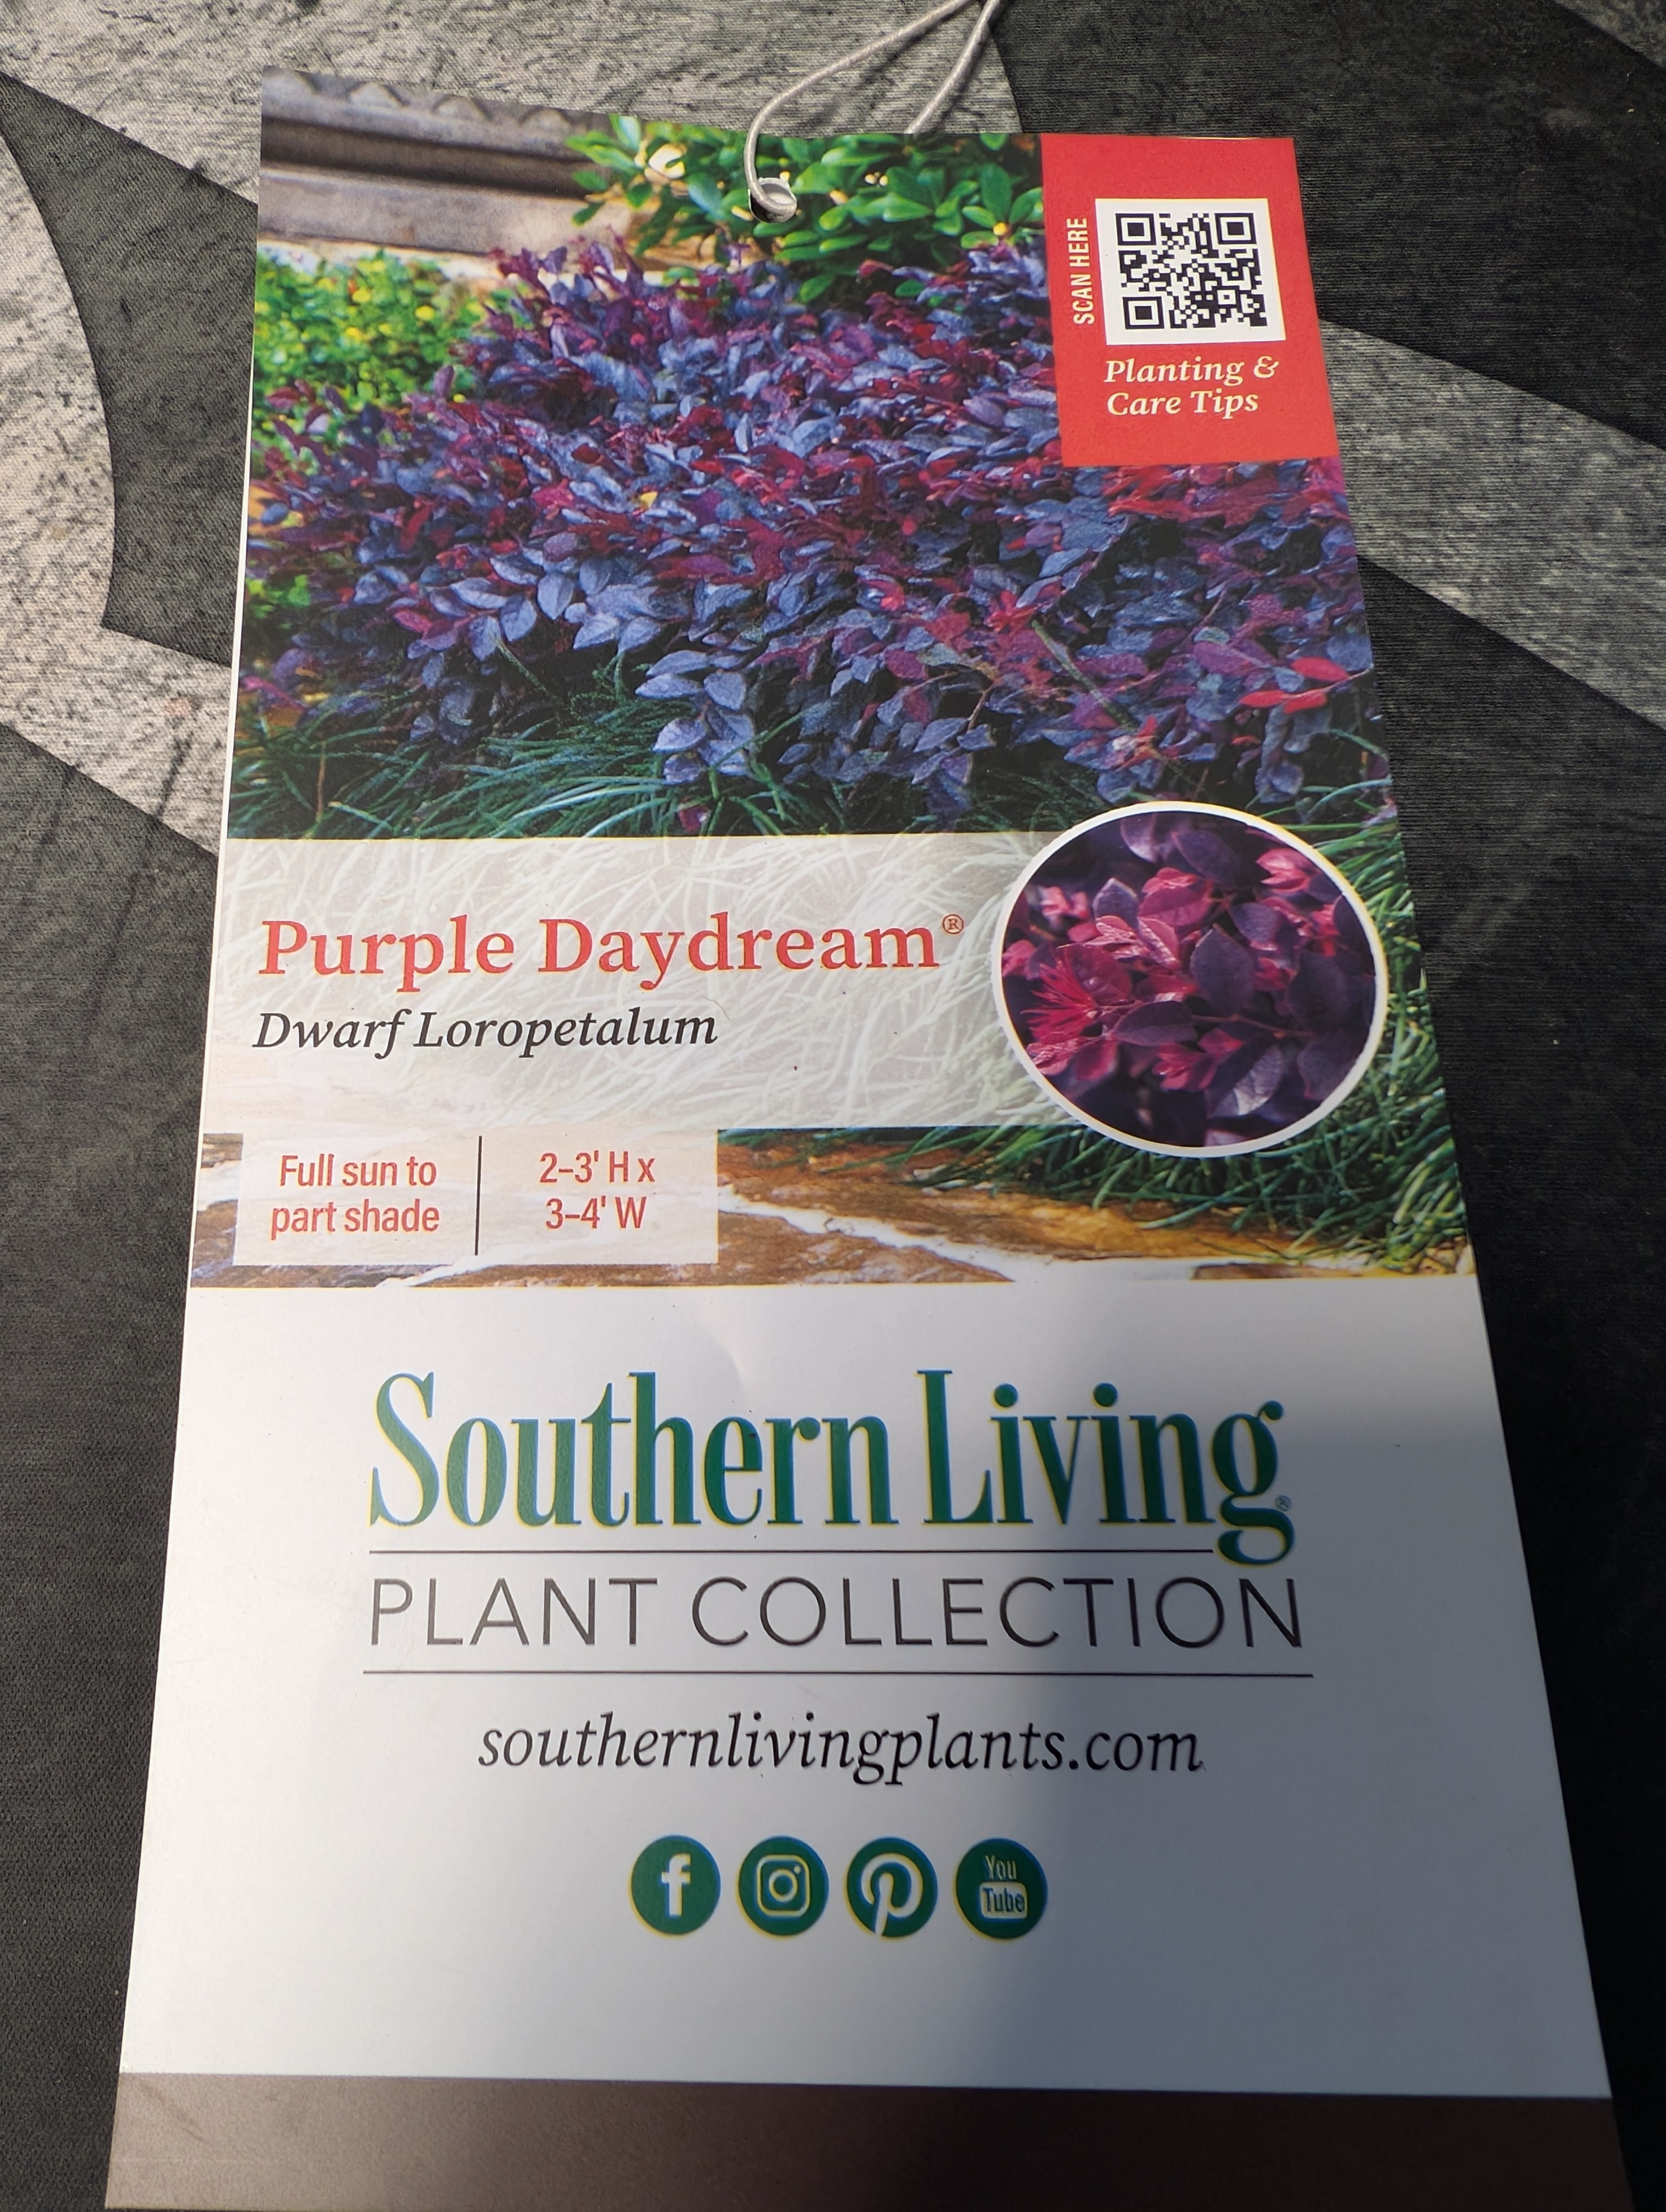 SCAN HERE
Planting &
Care Tips
Purple Daydream®
Dwarf Loropetalum
Full sun to
part shade
2–3' H x
3–4' W
Southern Living®
PLANT COLLECTION
southernlivingplants.com
f
You
Tube